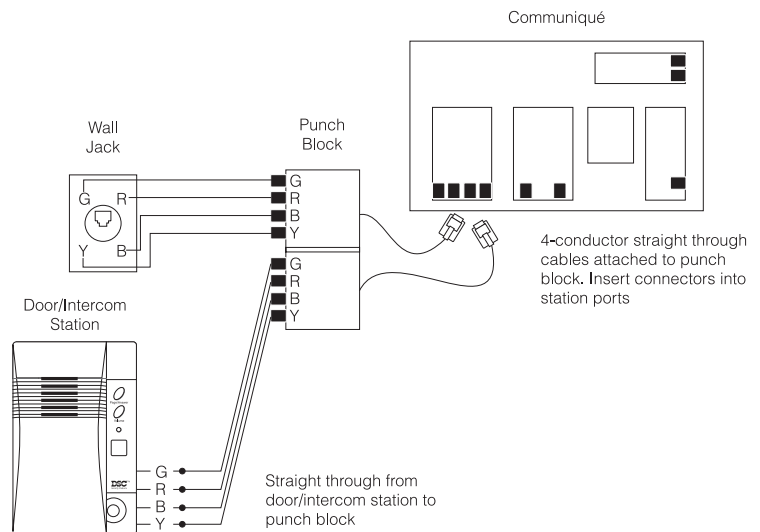 Communiqué
Wall
Jack
Punch
Block
G
R
B
Y
G
R
Y
B
G
R
B
Y
4-conductor straight through
cables attached to punch
block. Insert connectors into
station ports
Door/Intercom
Station
DSC
G
R
B
Y
Straight through from
door/intercom station to
punch block